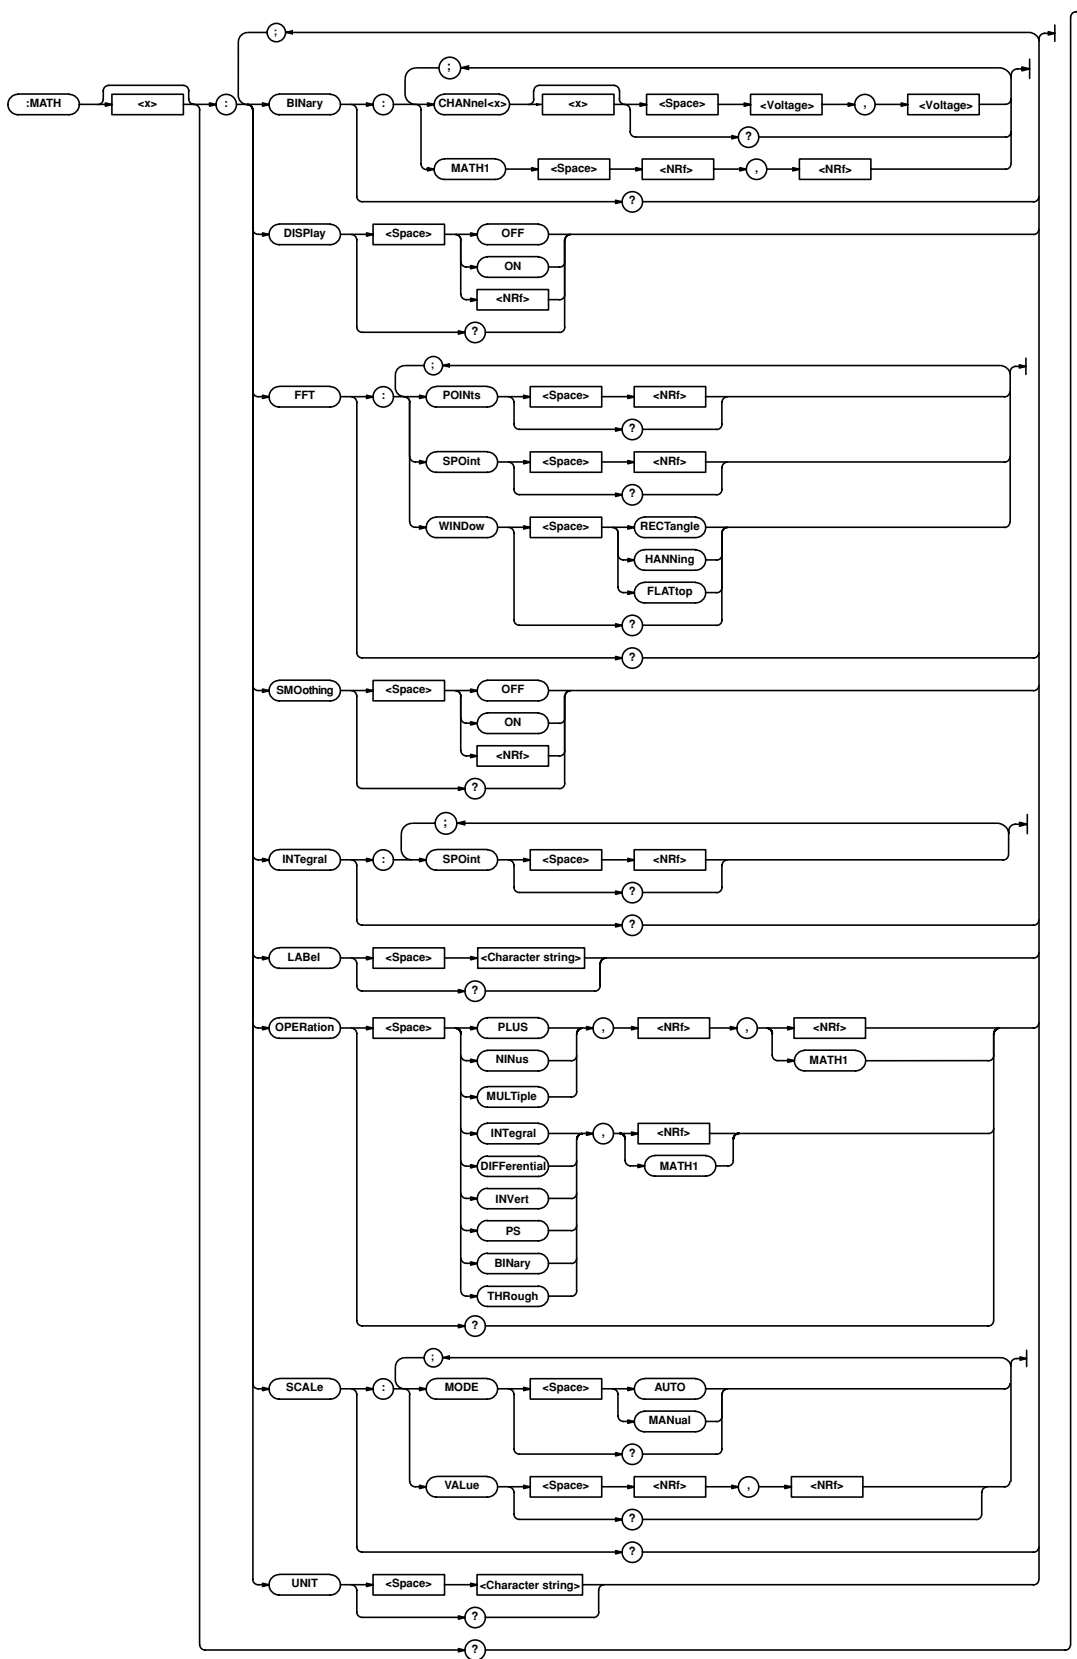 ;
;
:MATH <x> : BINary : CHANnel<x> <x> <Space> <Voltage> , <Voltage>
?
MATH1 <Space> <NRf> , <NRf>
?
DISPlay <Space> OFF
ON
<NRf>
?
;
FFT : POINts <Space> <NRf>
?
SPOint <Space> <NRf>
?
WINDow <Space> RECTangle
HANNing
FLATtop
?
?
SMOothing <Space> OFF
ON
<NRf>
?
;
INTegral : SPOint <Space> <NRf>
?
?
LABel <Space> <Character string>
?
OPERation <Space> PLUS , <NRf> , <NRf>
NINus MATH1
MULTiple
INTegral , <NRf>
DIFFerential MATH1
INVert
PS
BINary
THRough
?
;
SCALe : MODE <Space> AUTO
MANual
?
VALue <Space> <NRf> , <NRf>
?
?
UNIT <Space> <Character string>
?
?